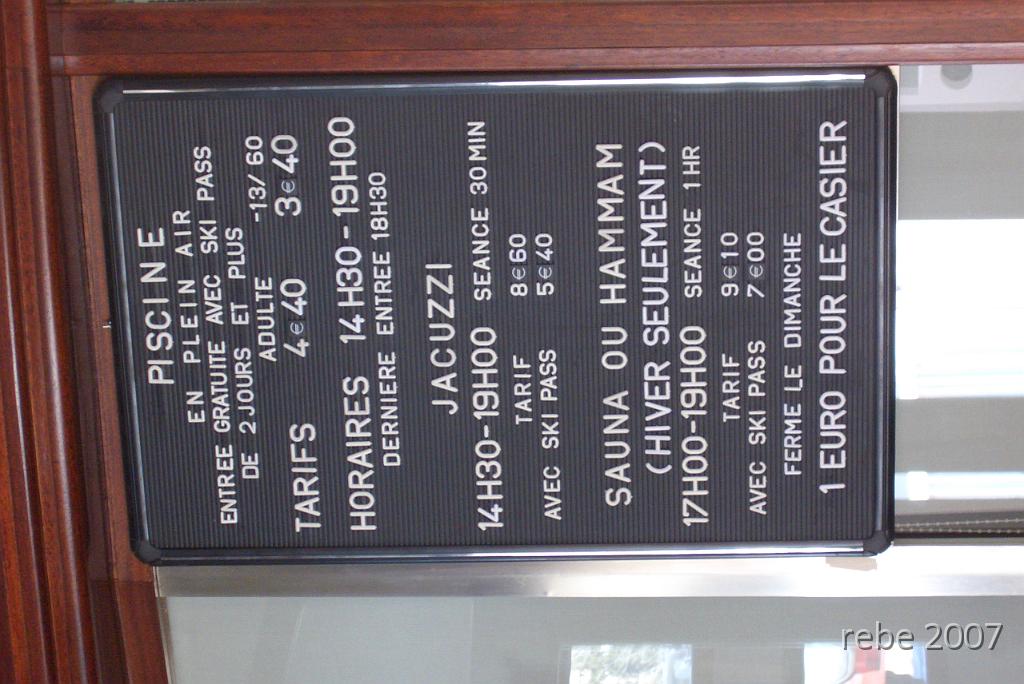 PISCINE
EN PLEIN AIR
ENTREE GRATUITE AVEC SKI PASS
DE 2 JOURS ET PLUS
ADULTE -13/60
TARIFS 4€40 3€40
HORAIRES 14H30-19H00
DERNIERE ENTREE 18H30
JACUZZI
14H30-19H00 SEANCE 30 MIN
TARIF 8€60
AVEC SKI PASS 5€40
SAUNA OU HAMMAM
(HIVER SEULEMENT)
17H00-19H00 SEANCE 1HR
TARIF 9€10
AVEC SKI PASS 7€00
FERME LE DIMANCHE
1 EURO POUR LE CASIER
rebe 2007